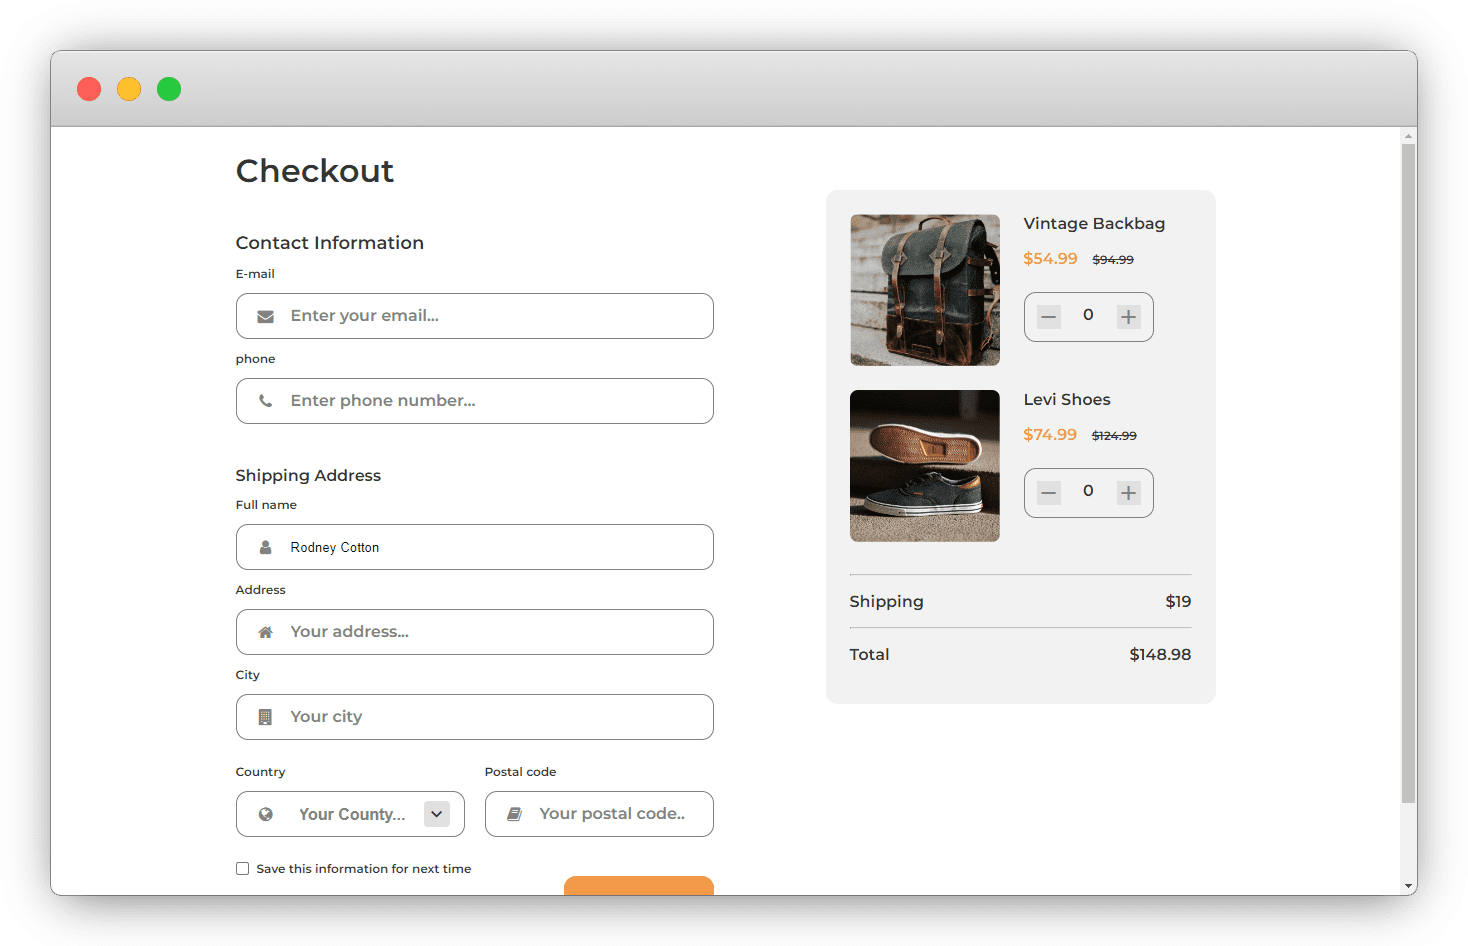 Checkout
Contact Information
E-mail
Enter your email...
phone
Enter phone number...
Shipping Address
Full name
Rodney Cotton
Address
Your address...
City
Your city
Country
Postal code
Your County...
Your postal code..
Save this information for next time
Vintage Backbag
$54.99 $94.99
0
Levi Shoes
$74.99 $124.99
0
Shipping $19
Total $148.98